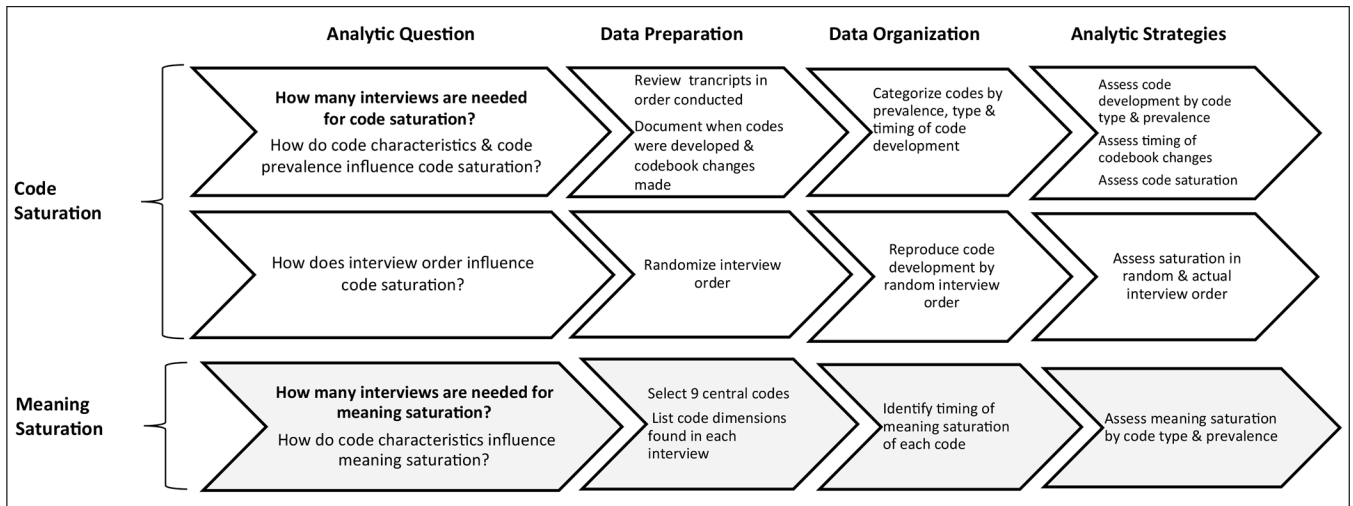 Analytic Question
Data Preparation
Data Organization
Analytic Strategies
Code
Saturation
How many interviews are needed
for code saturation?
How do code characteristics & code
prevalence influence code saturation?
Review trancripts in
order conducted
Document when codes
were developed &
codebook changes
made
Categorize codes by
prevalence, type &
timing of code
development
Assess code
development by code
type & prevalence
Assess timing of
codebook changes
Assess code saturation
How does interview order influence
code saturation?
Randomize interview
order
Reproduce code
development by
random interview
order
Assess saturation in
random & actual
interview order
Meaning
Saturation
How many interviews are needed for
meaning saturation?
How do code characteristics influence
meaning saturation?
Select 9 central codes
List code dimensions
found in each
interview
Identify timing of
meaning saturation
of each code
Assess meaning saturation
by code type & prevalence